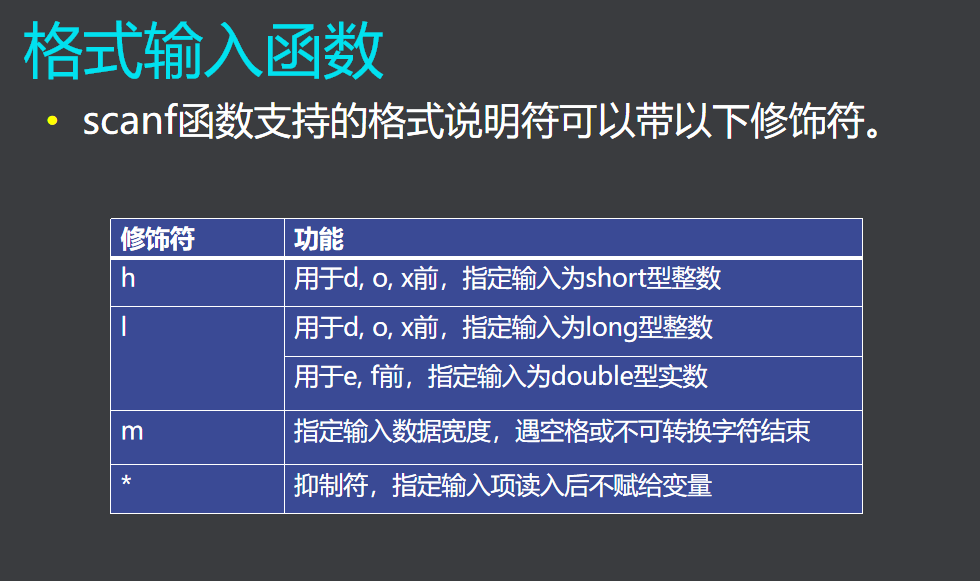 格式输入函数
• scanf函数支持的格式说明符可以带以下修饰符。
修饰符 功能
h 用于d, o, x前，指定输入为short型整数
l 用于d, o, x前，指定输入为long型整数
用于e, f前，指定输入为double型实数
m 指定输入数据宽度，遇空格或不可转换字符结束
* 抑制符，指定输入项读入后不赋给变量